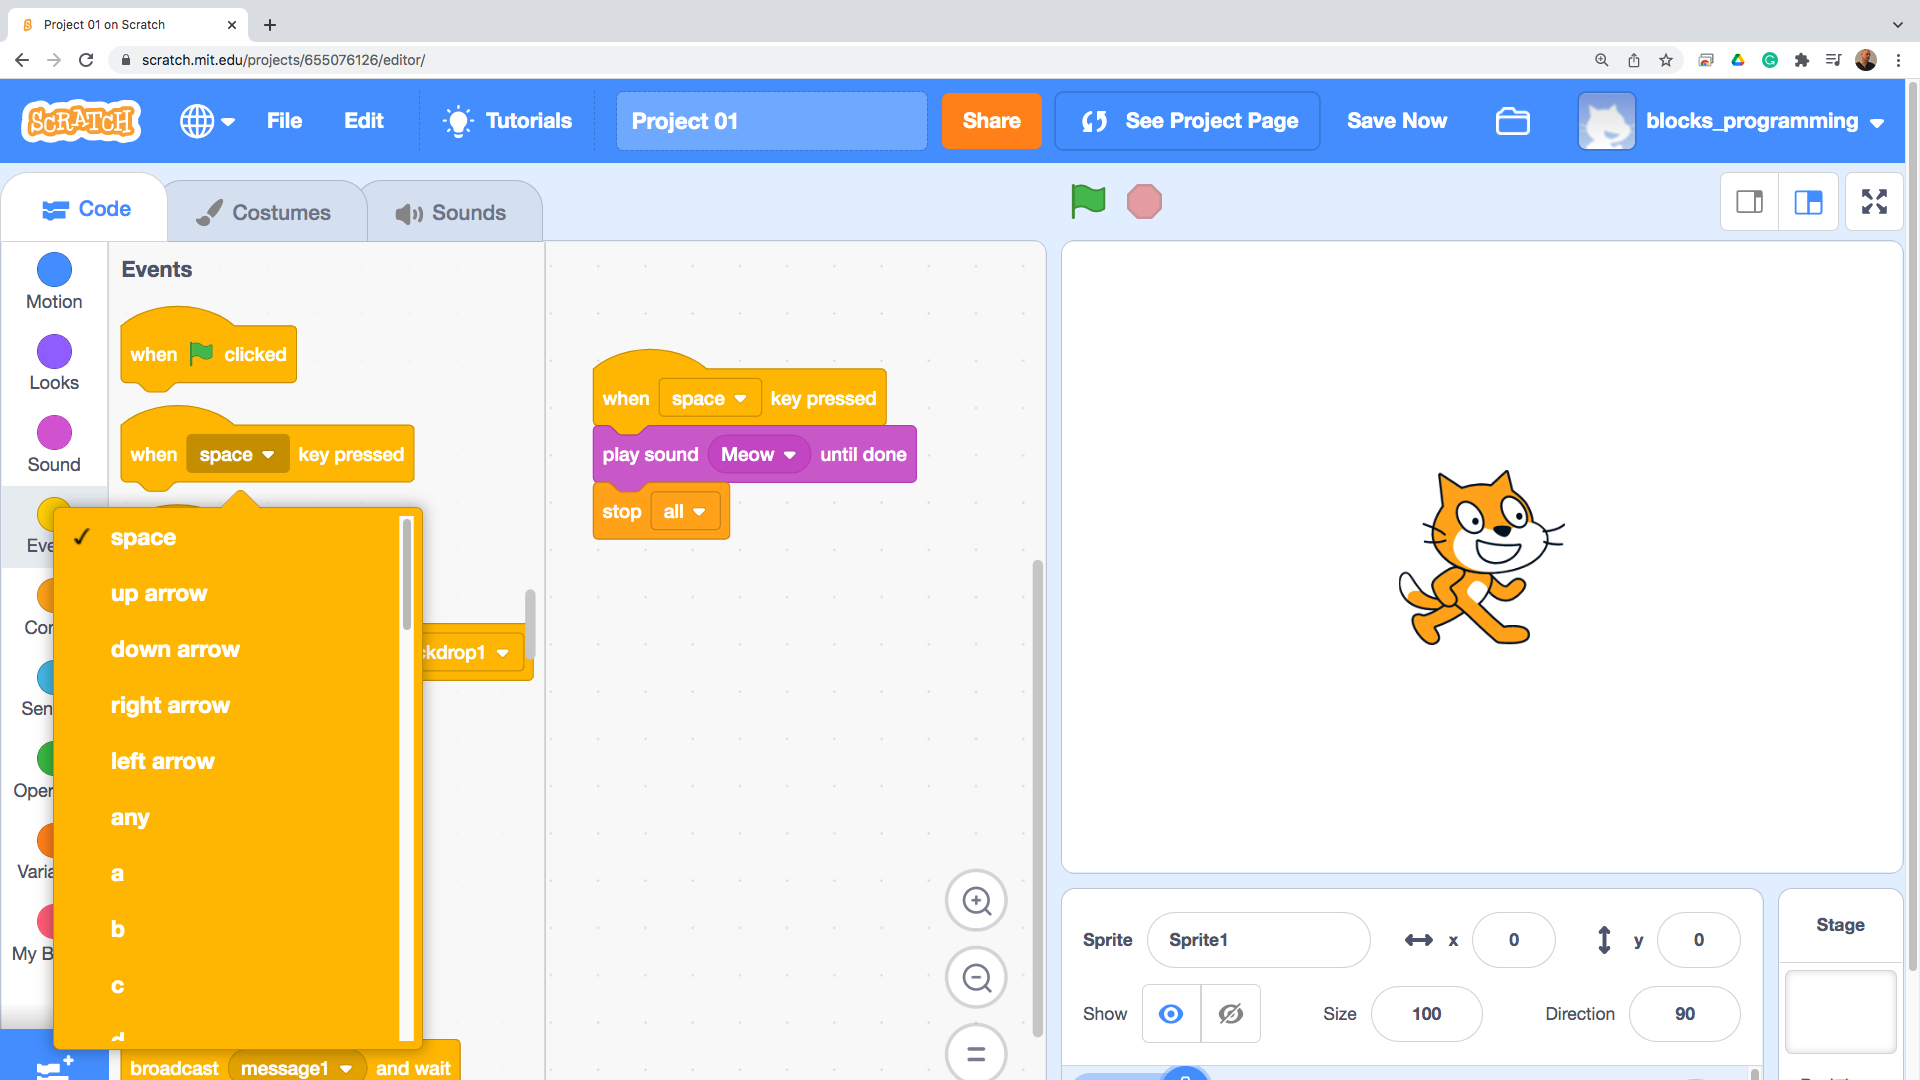 Project 01 on Scratch
scratch.mit.edu/projects/655076126/editor/
SCRATCH
File
Edit
Tutorials
Project 01
Share
See Project Page
Save Now
blocks_programming
Code
Costumes
Sounds
Motion
Looks
Sound
Eve
Con
Sen
Oper
Varia
My B
Events
when clicked
when space key pressed
space
up arrow
down arrow
right arrow
left arrow
any
a
b
c
d
ckdrop1
broadcast message1 and wait
when space key pressed
play sound Meow until done
stop all
Sprite
Sprite1
x
0
y
0
Show
Size
100
Direction
90
Stage